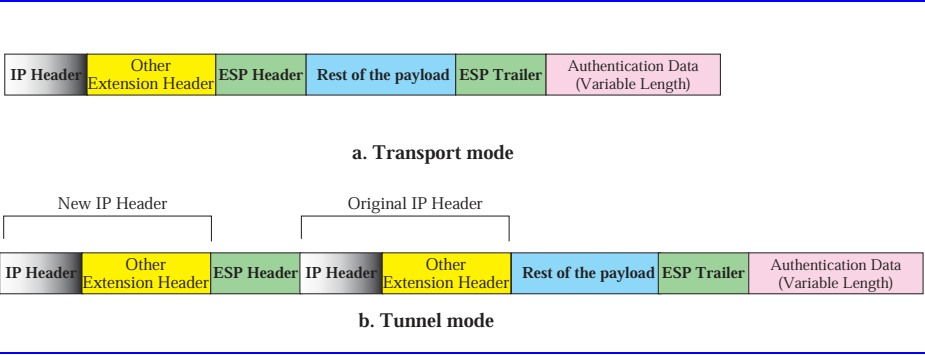 IP Header
Other
Extension Header
ESP Header
Rest of the payload
ESP Trailer
Authentication Data
(Variable Length)
a. Transport mode
New IP Header
Original IP Header
IP Header
Other
Extension Header
ESP Header
IP Header
Other
Extension Header
Rest of the payload
ESP Trailer
Authentication Data
(Variable Length)
b. Tunnel mode